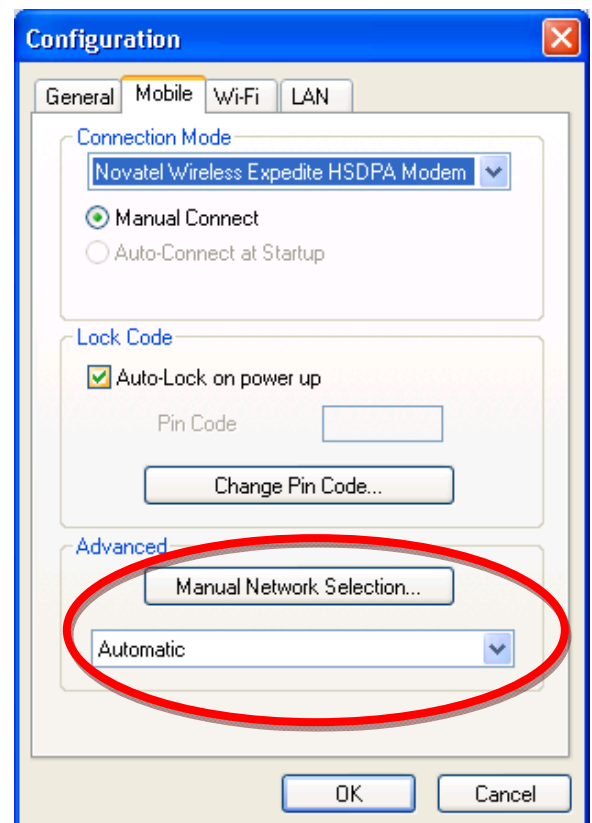 Configuration
General Mobile Wi-Fi LAN
Connection Mode
Novatel Wireless Expedite HSDPA Modem
Manual Connect
Auto-Connect at Startup
Lock Code
Auto-Lock on power up
Pin Code
Change Pin Code...
Advanced
Manual Network Selection...
Automatic
OK Cancel